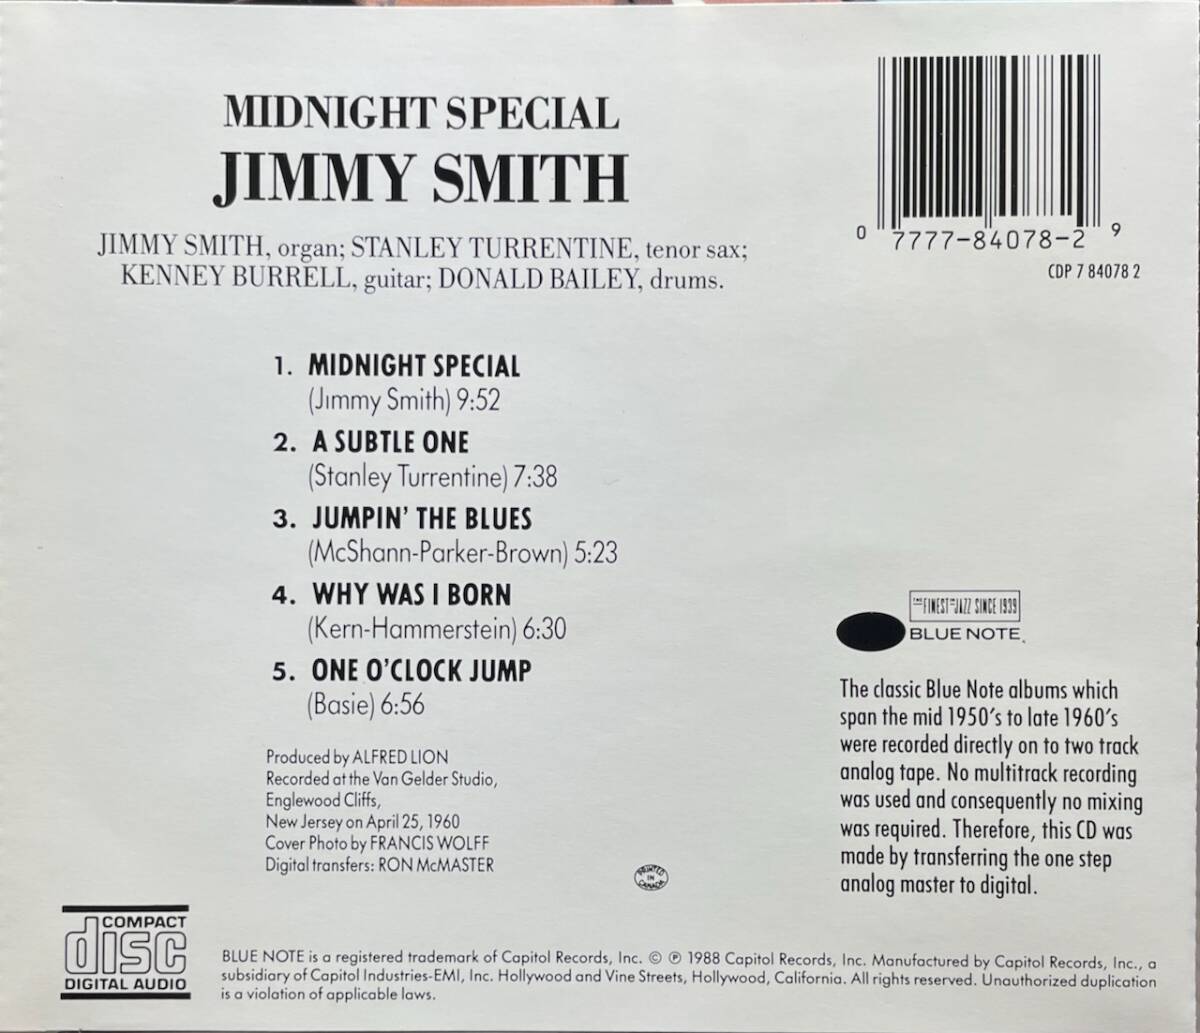 MIDNIGHT SPECIAL
JIMMY SMITH
JIMMY SMITH, organ; STANLEY TURRENTINE, tenor sax;
KENNEY BURRELL, guitar; DONALD BAILEY, drums.
0 7777-84078-2 9
CDP 7 84078 2
1. MIDNIGHT SPECIAL
(Jimmy Smith) 9:52
2. A SUBTLE ONE
(Stanley Turrentine) 7:38
3. JUMPIN' THE BLUES
(McShann-Parker-Brown) 5:23
4. WHY WAS I BORN
(Kern-Hammerstein) 6:30
5. ONE O'CLOCK JUMP
(Basie) 6:56
Produced by ALFRED LION
Recorded at the Van Gelder Studio,
Englewood Cliffs,
New Jersey on April 25, 1960
Cover Photo by FRANCIS WOLFF
Digital transfers: RON McMASTER
PRINTED
IN
CANADA
THE FINEST IN JAZZ SINCE 1939
BLUE NOTE
The classic Blue Note albums which
span the mid 1950's to late 1960's
were recorded directly on to two track
analog tape. No multitrack recording
was used and consequently no mixing
was required. Therefore, this CD was
made by transferring the one step
analog master to digital.
COMPACT
disc
DIGITAL AUDIO
BLUE NOTE is a registered trademark of Capitol Records, Inc. © ℗ 1988 Capitol Records, Inc. Manufactured by Capitol Records, Inc., a
subsidiary of Capitol Industries-EMI, Inc. Hollywood and Vine Streets, Hollywood, California. All rights reserved. Unauthorized duplication
is a violation of applicable laws.